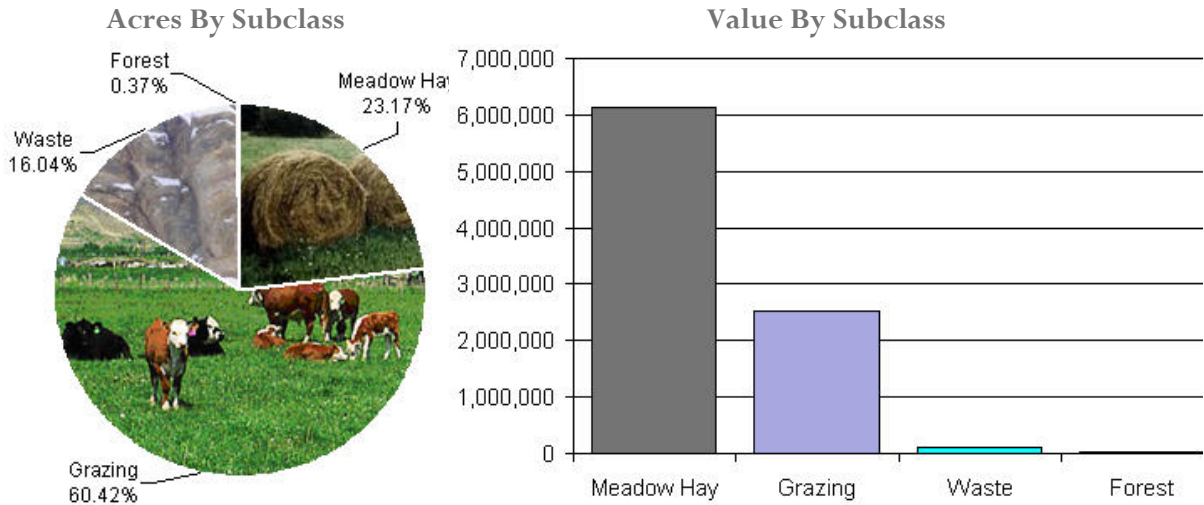 Acres By Subclass
Forest
0.37%
Meadow Hay
23.17%
Waste
16.04%
Grazing
60.42%
Value By Subclass
7,000,000
6,000,000
5,000,000
4,000,000
3,000,000
2,000,000
1,000,000
0
Meadow Hay Grazing Waste Forest